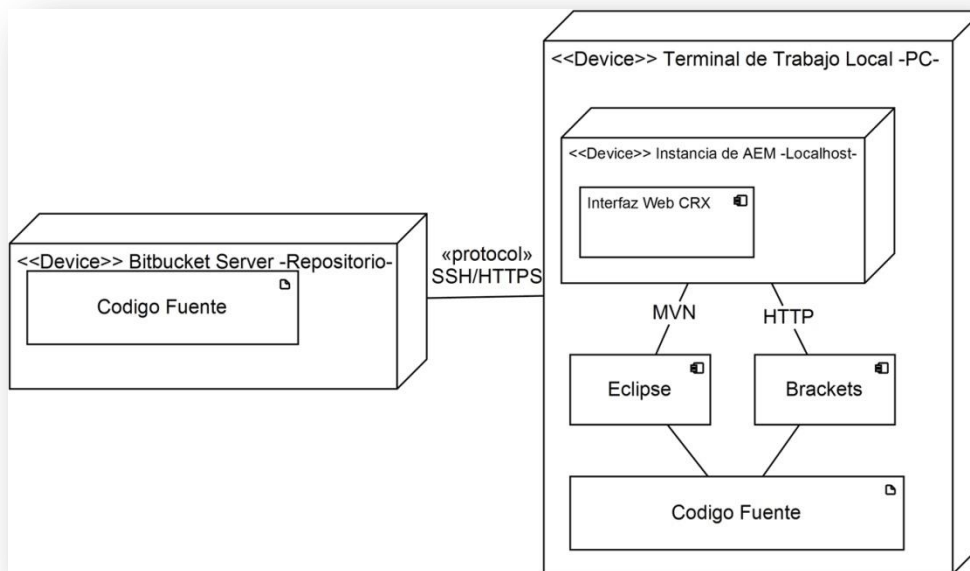 <<Device>> Terminal de Trabajo Local -PC-
<<Device>> Instancia de AEM -Localhost-
Interfaz Web CRX
<<Device>> Bitbucket Server -Repositorio-
Codigo Fuente
«protocol»
SSH/HTTPS
MVN
HTTP
Eclipse
Brackets
Codigo Fuente